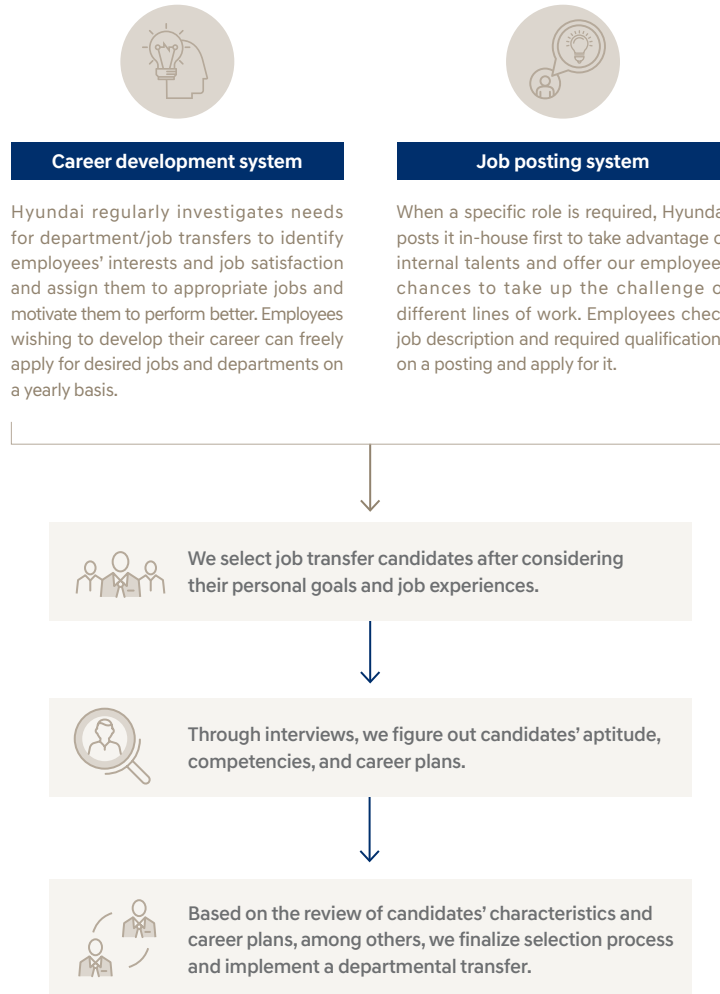 Career development system
Hyundai regularly investigates needs
for department/job transfers to identify
employees' interests and job satisfaction
and assign them to appropriate jobs and
motivate them to perform better. Employees
wishing to develop their career can freely
apply for desired jobs and departments on
a yearly basis.
Job posting system
When a specific role is required, Hyunda
posts it in-house first to take advantage o
internal talents and offer our employee
chances to take up the challenge o
different lines of work. Employees chec
job description and required qualification
on a posting and apply for it.
We select job transfer candidates after considering
their personal goals and job experiences.
Through interviews, we figure out candidates' aptitude,
competencies, and career plans.
Based on the review of candidates' characteristics and
career plans, among others, we finalize selection process
and implement a departmental transfer.